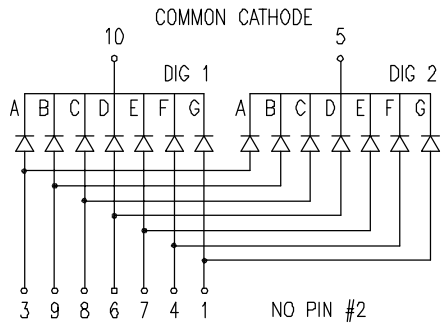 COMMON CATHODE
10 5
DIG 1 DIG 2
A B C D E F G A B C D E F G
3 9 8 6 7 4 1 NO PIN #2